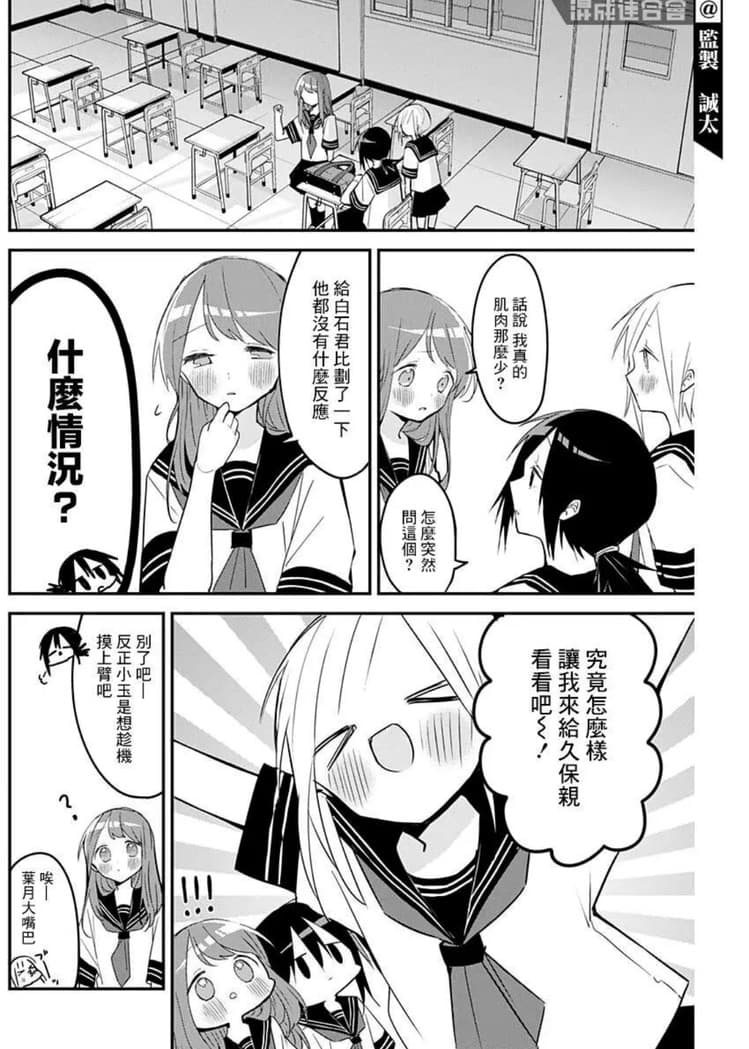 漢成連合會
@
監製 誠太
話說 我真的
肌肉那麼少？
怎麼突然
問這個？
給白石君比劃了一下
他都沒有什麼反應
什麼情況？
究竟怎麼樣
讓我來給久保親
看看吧～！
!!!
別了吧—
反正小玉是想趁機
摸上臂吧
？
唉—
葉月大嘴巴